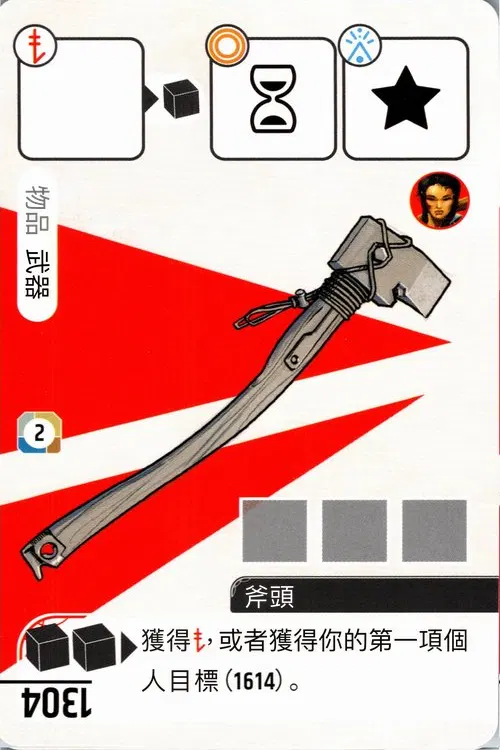 物品 武器
2
斧頭
獲得, 或者獲得你的第一項個
人目標(1614)。
1304